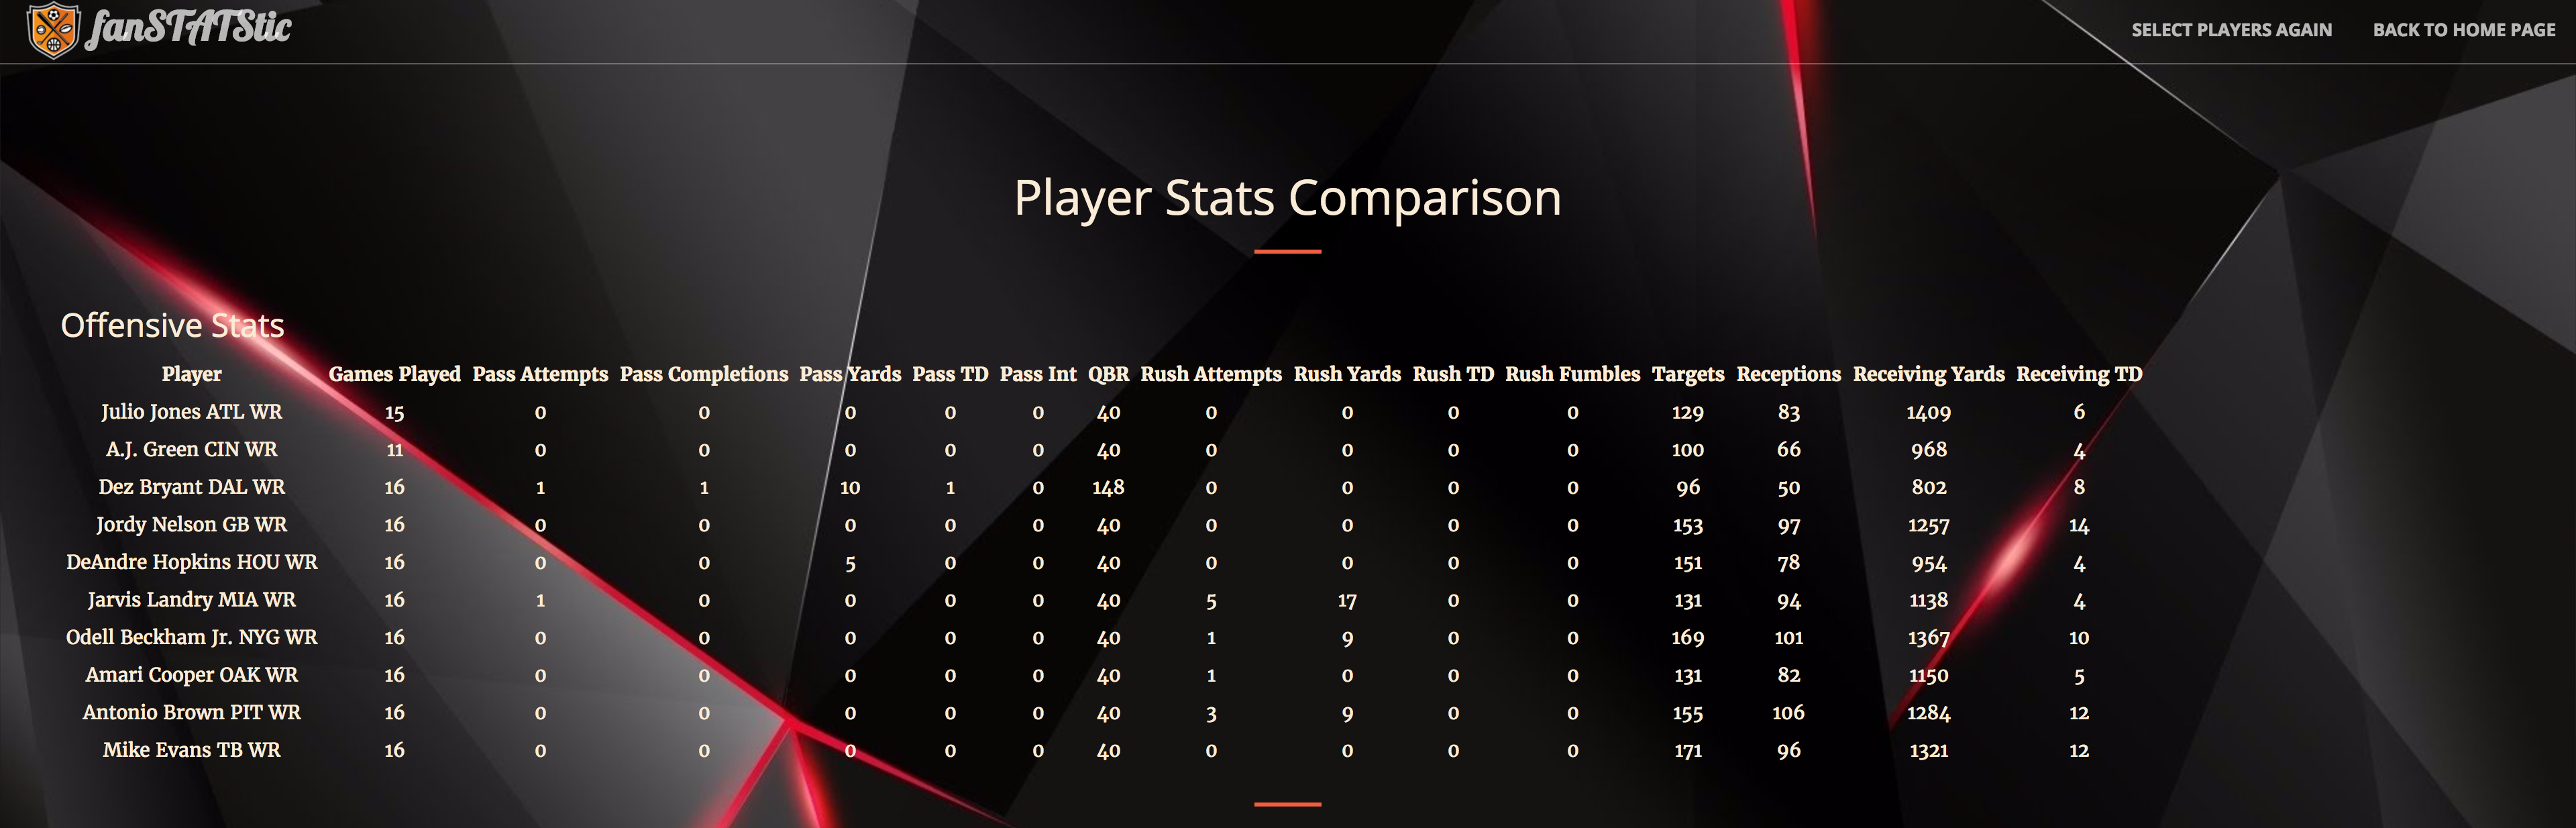 fanSTATStic SELECT PLAYERS AGAIN BACK TO HOME PAGE
Player Stats Comparison
Offensive Stats
Player Games Played Pass Attempts Pass Completions Pass Yards Pass TD Pass Int QBR Rush Attempts Rush Yards Rush TD Rush Fumbles Targets Receptions Receiving Yards Receiving TD
Julio Jones ATL WR 15 0 0 0 0 0 40 0 0 0 0 129 83 1409 6
A.J. Green CIN WR 11 0 0 0 0 0 40 0 0 0 0 100 66 968 4
Dez Bryant DAL WR 16 1 1 10 1 0 148 0 0 0 0 96 50 802 8
Jordy Nelson GB WR 16 0 0 0 0 0 40 0 0 0 0 153 97 1257 14
DeAndre Hopkins HOU WR 16 0 0 5 0 0 40 0 0 0 0 151 78 954 4
Jarvis Landry MIA WR 16 1 0 0 0 0 40 5 17 0 0 131 94 1138 4
Odell Beckham Jr. NYG WR 16 0 0 0 0 0 40 1 9 0 0 169 101 1367 10
Amari Cooper OAK WR 16 0 0 0 0 0 40 1 0 0 0 131 82 1150 5
Antonio Brown PIT WR 16 0 0 0 0 0 40 3 9 0 0 155 106 1284 12
Mike Evans TB WR 16 0 0 0 0 0 40 0 0 0 0 171 96 1321 12